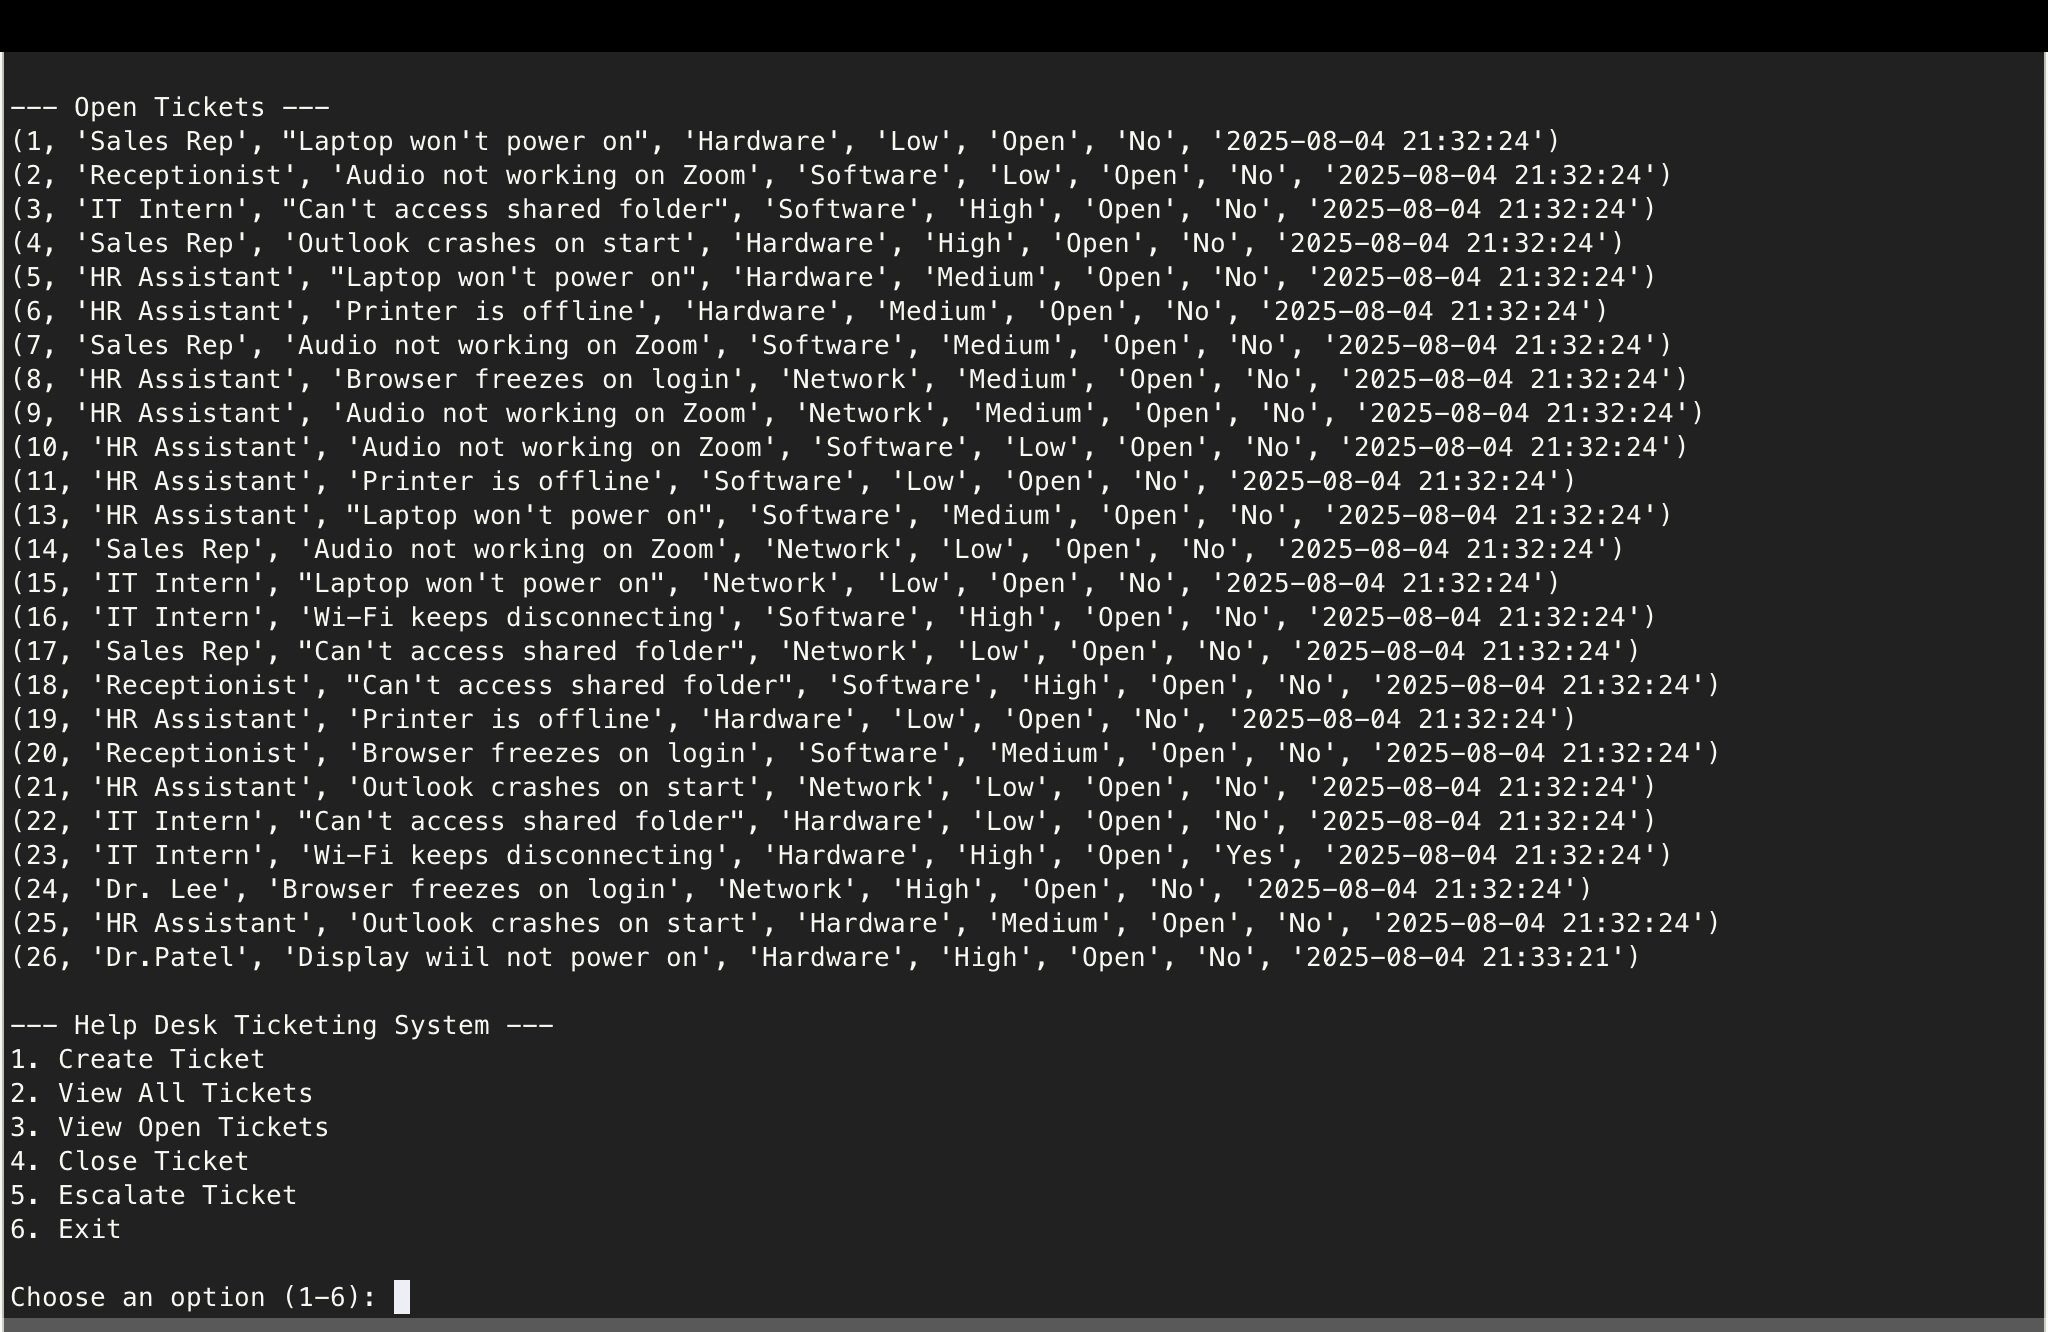 --- Open Tickets ---
(1, 'Sales Rep', "Laptop won't power on", 'Hardware', 'Low', 'Open', 'No', '2025-08-04 21:32:24')
(2, 'Receptionist', 'Audio not working on Zoom', 'Software', 'Low', 'Open', 'No', '2025-08-04 21:32:24')
(3, 'IT Intern', "Can't access shared folder", 'Software', 'High', 'Open', 'No', '2025-08-04 21:32:24')
(4, 'Sales Rep', 'Outlook crashes on start', 'Hardware', 'High', 'Open', 'No', '2025-08-04 21:32:24')
(5, 'HR Assistant', "Laptop won't power on", 'Hardware', 'Medium', 'Open', 'No', '2025-08-04 21:32:24')
(6, 'HR Assistant', 'Printer is offline', 'Hardware', 'Medium', 'Open', 'No', '2025-08-04 21:32:24')
(7, 'Sales Rep', 'Audio not working on Zoom', 'Software', 'Medium', 'Open', 'No', '2025-08-04 21:32:24')
(8, 'HR Assistant', 'Browser freezes on login', 'Network', 'Medium', 'Open', 'No', '2025-08-04 21:32:24')
(9, 'HR Assistant', 'Audio not working on Zoom', 'Network', 'Medium', 'Open', 'No', '2025-08-04 21:32:24')
(10, 'HR Assistant', 'Audio not working on Zoom', 'Software', 'Low', 'Open', 'No', '2025-08-04 21:32:24')
(11, 'HR Assistant', 'Printer is offline', 'Software', 'Low', 'Open', 'No', '2025-08-04 21:32:24')
(13, 'HR Assistant', "Laptop won't power on", 'Software', 'Medium', 'Open', 'No', '2025-08-04 21:32:24')
(14, 'Sales Rep', 'Audio not working on Zoom', 'Network', 'Low', 'Open', 'No', '2025-08-04 21:32:24')
(15, 'IT Intern', "Laptop won't power on", 'Network', 'Low', 'Open', 'No', '2025-08-04 21:32:24')
(16, 'IT Intern', 'Wi-Fi keeps disconnecting', 'Software', 'High', 'Open', 'No', '2025-08-04 21:32:24')
(17, 'Sales Rep', "Can't access shared folder", 'Network', 'Low', 'Open', 'No', '2025-08-04 21:32:24')
(18, 'Receptionist', "Can't access shared folder", 'Software', 'High', 'Open', 'No', '2025-08-04 21:32:24')
(19, 'HR Assistant', 'Printer is offline', 'Hardware', 'Low', 'Open', 'No', '2025-08-04 21:32:24')
(20, 'Receptionist', 'Browser freezes on login', 'Software', 'Medium', 'Open', 'No', '2025-08-04 21:32:24')
(21, 'HR Assistant', 'Outlook crashes on start', 'Network', 'Low', 'Open', 'No', '2025-08-04 21:32:24')
(22, 'IT Intern', "Can't access shared folder", 'Hardware', 'Low', 'Open', 'No', '2025-08-04 21:32:24')
(23, 'IT Intern', 'Wi-Fi keeps disconnecting', 'Hardware', 'High', 'Open', 'Yes', '2025-08-04 21:32:24')
(24, 'Dr. Lee', 'Browser freezes on login', 'Network', 'High', 'Open', 'No', '2025-08-04 21:32:24')
(25, 'HR Assistant', 'Outlook crashes on start', 'Hardware', 'Medium', 'Open', 'No', '2025-08-04 21:32:24')
(26, 'Dr.Patel', 'Display wiil not power on', 'Hardware', 'High', 'Open', 'No', '2025-08-04 21:33:21')
--- Help Desk Ticketing System ---
1. Create Ticket
2. View All Tickets
3. View Open Tickets
4. Close Ticket
5. Escalate Ticket
6. Exit
Choose an option (1-6):